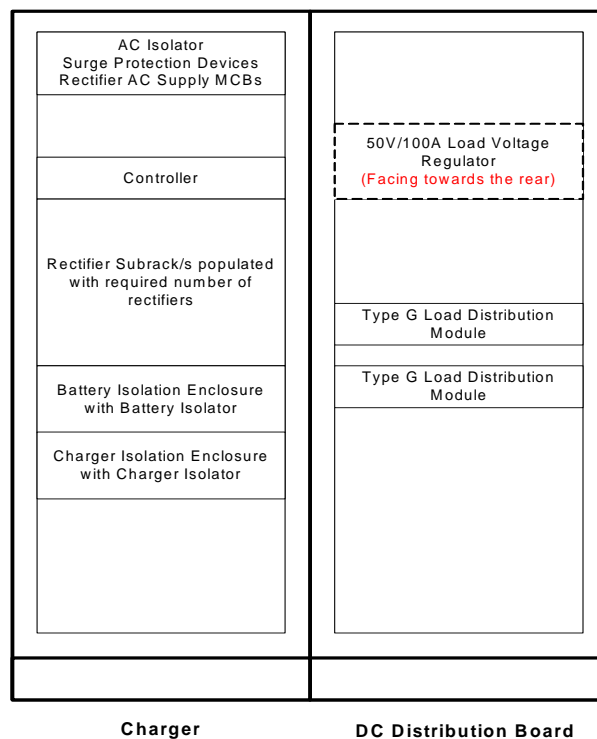 AC Isolator
Surge Protection Devices
Rectifier AC Supply MCBs
Controller
Rectifier Subrack/s populated
with required number of
rectifiers
Battery Isolation Enclosure
with Battery Isolator
Charger Isolation Enclosure
with Charger Isolator
Charger
50V/100A Load Voltage
Regulator
(Facing towards the rear)
Type G Load Distribution
Module
Type G Load Distribution
Module
DC Distribution Board